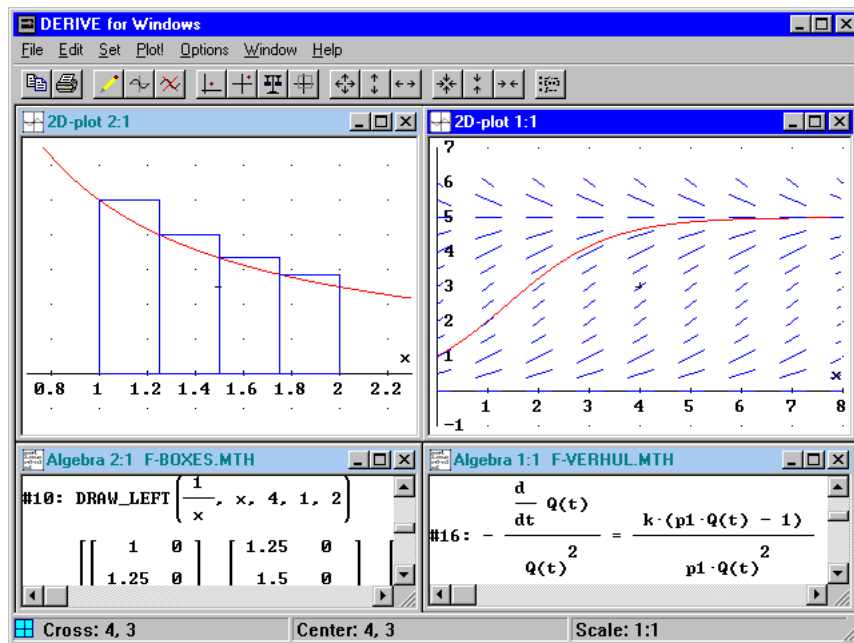 DERIVE for Windows
File Edit Set Plot! Options Window Help
2D-plot 2:1
x
0.8 1 1.2 1.4 1.6 1.8 2 2.2
2D-plot 1:1
7
6
5
4
3
2
1
x
1 2 3 4 5 6 7 8
-1
Algebra 2:1 F-BOXES.MTH
#10: DRAW_LEFT(1/x, x, 4, 1, 2)
[[ 1 0 ] [ 1.25 0 ] [
1.25 0 1.5 0
Algebra 1:1 F-VERHUL.MTH
d
dt Q(t) k·(p1·Q(t) - 1)
#16: - =
Q(t)² p1·Q(t)²
Cross: 4, 3 Center: 4, 3 Scale: 1:1